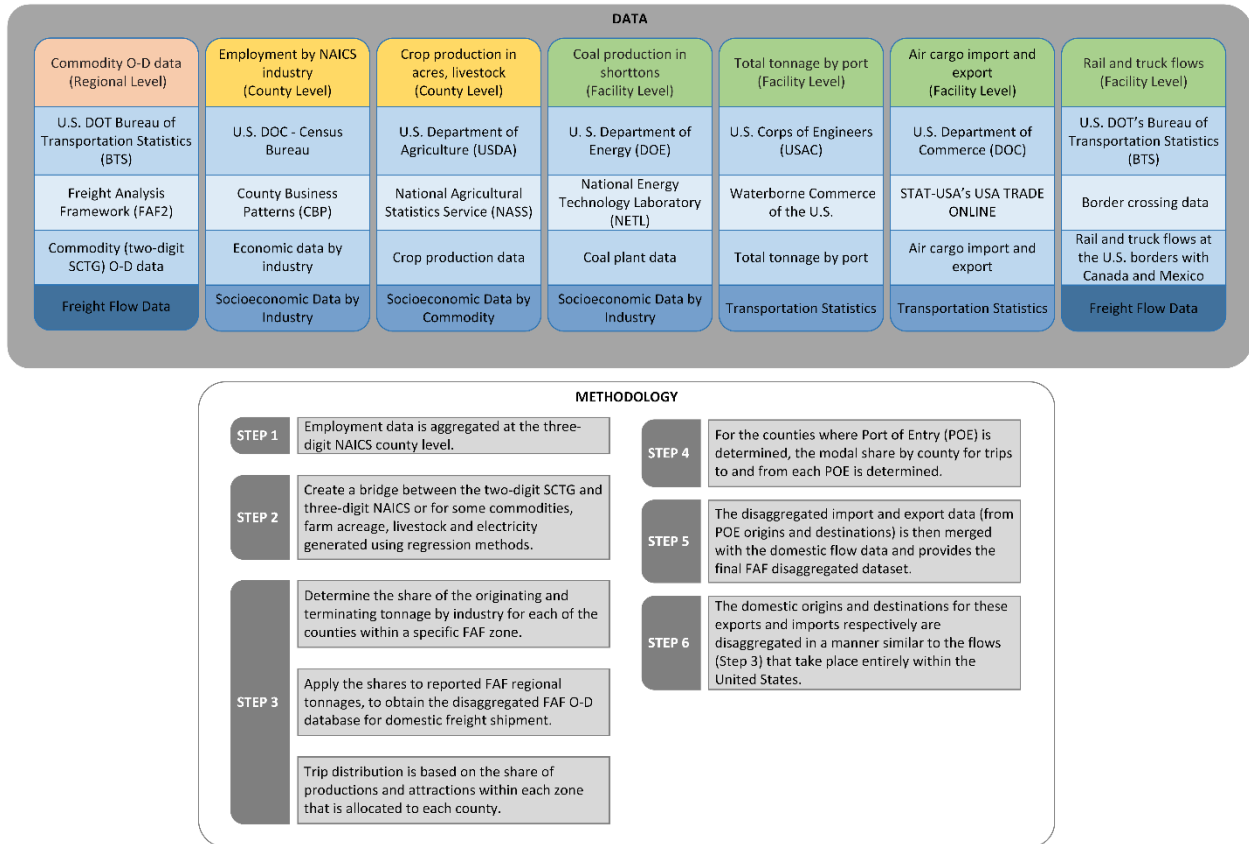 DATA
Commodity O-D data
(Regional Level)
U.S. DOT Bureau of
Transportation Statistics
(BTS)
Freight Analysis
Framework (FAF2)
Commodity (two-digit
SCTG) O-D data
Freight Flow Data
Employment by NAICS
industry
(County Level)
U.S. DOC - Census
Bureau
County Business
Patterns (CBP)
Economic data by
industry
Socioeconomic Data by
Industry
Crop production in
acres, livestock
(County Level)
U.S. Department of
Agriculture (USDA)
National Agricultural
Statistics Service (NASS)
Crop production data
Socioeconomic Data by
Commodity
Coal production in
shorttons
(Facility Level)
U. S. Department of
Energy (DOE)
National Energy
Technology Laboratory
(NETL)
Coal plant data
Socioeconomic Data by
Industry
Total tonnage by port
(Facility Level)
U.S. Corps of Engineers
(USAC)
Waterborne Commerce
of the U.S.
Total tonnage by port
Transportation Statistics
Air cargo import and
export
(Facility Level)
U.S. Department of
Commerce (DOC)
STAT-USA's USA TRADE
ONLINE
Air cargo import and
export
Transportation Statistics
Rail and truck flows
(Facility Level)
U.S. DOT's Bureau of
Transportation Statistics
(BTS)
Border crossing data
Rail and truck flows at
the U.S. borders with
Canada and Mexico
Freight Flow Data
METHODOLOGY
STEP 1
Employment data is aggregated at the three-
digit NAICS county level.
STEP 2
Create a bridge between the two-digit SCTG and
three-digit NAICS or for some commodities,
farm acreage, livestock and electricity
generated using regression methods.
STEP 3
Determine the share of the originating and
terminating tonnage by industry for each of the
counties within a specific FAF zone.
Apply the shares to reported FAF regional
tonnages, to obtain the disaggregated FAF O-D
database for domestic freight shipment.
Trip distribution is based on the share of
productions and attractions within each zone
that is allocated to each county.
STEP 4
For the counties where Port of Entry (POE) is
determined, the modal share by county for trips
to and from each POE is determined.
STEP 5
The disaggregated import and export data (from
POE origins and destinations) is then merged
with the domestic flow data and provides the
final FAF disaggregated dataset.
STEP 6
The domestic origins and destinations for these
exports and imports respectively are
disaggregated in a manner similar to the flows
(Step 3) that take place entirely within the
United States.